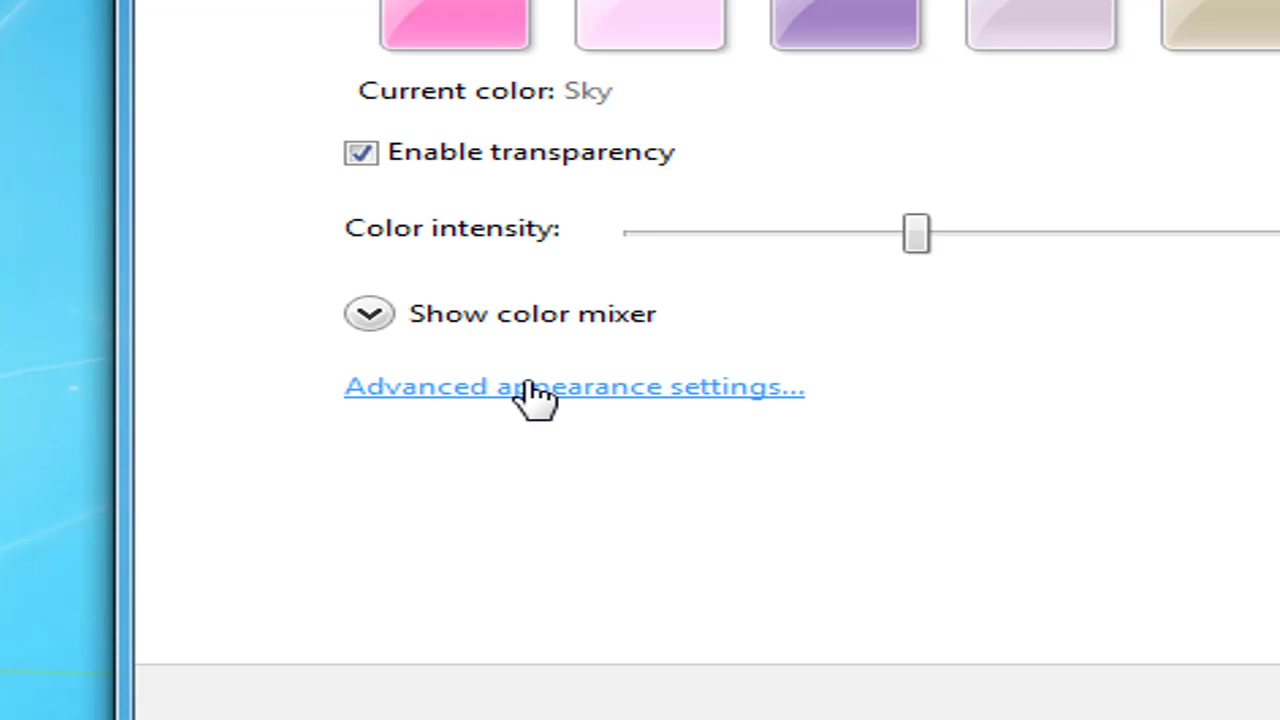 Current color: Sky
Enable transparency
Color intensity:
Show color mixer
Advanced appearance settings...